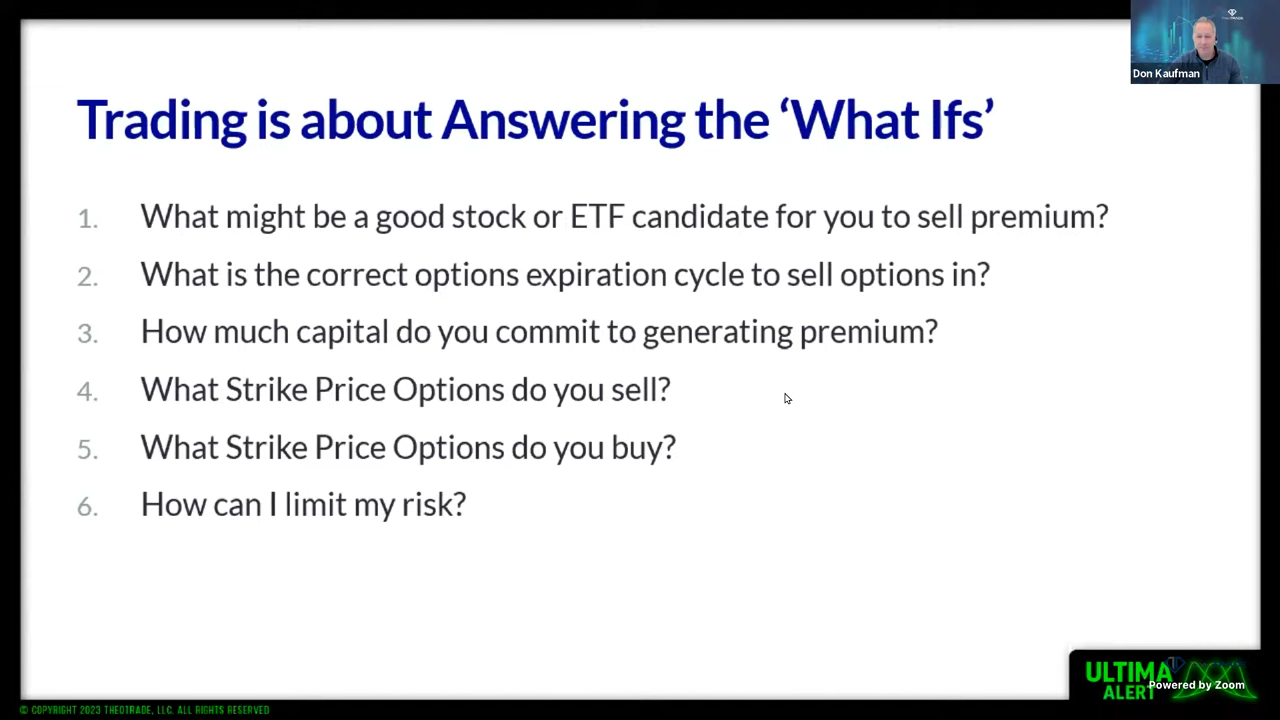 Don Kaufman
Trading is about Answering the ‘What Ifs’
1. What might be a good stock or ETF candidate for you to sell premium?
2. What is the correct options expiration cycle to sell options in?
3. How much capital do you commit to generating premium?
4. What Strike Price Options do you sell?
5. What Strike Price Options do you buy?
6. How can I limit my risk?
ULTIMA
ALERT
Powered by Zoom
© COPYRIGHT 2023 THEOTRADE, LLC. ALL RIGHTS RESERVED